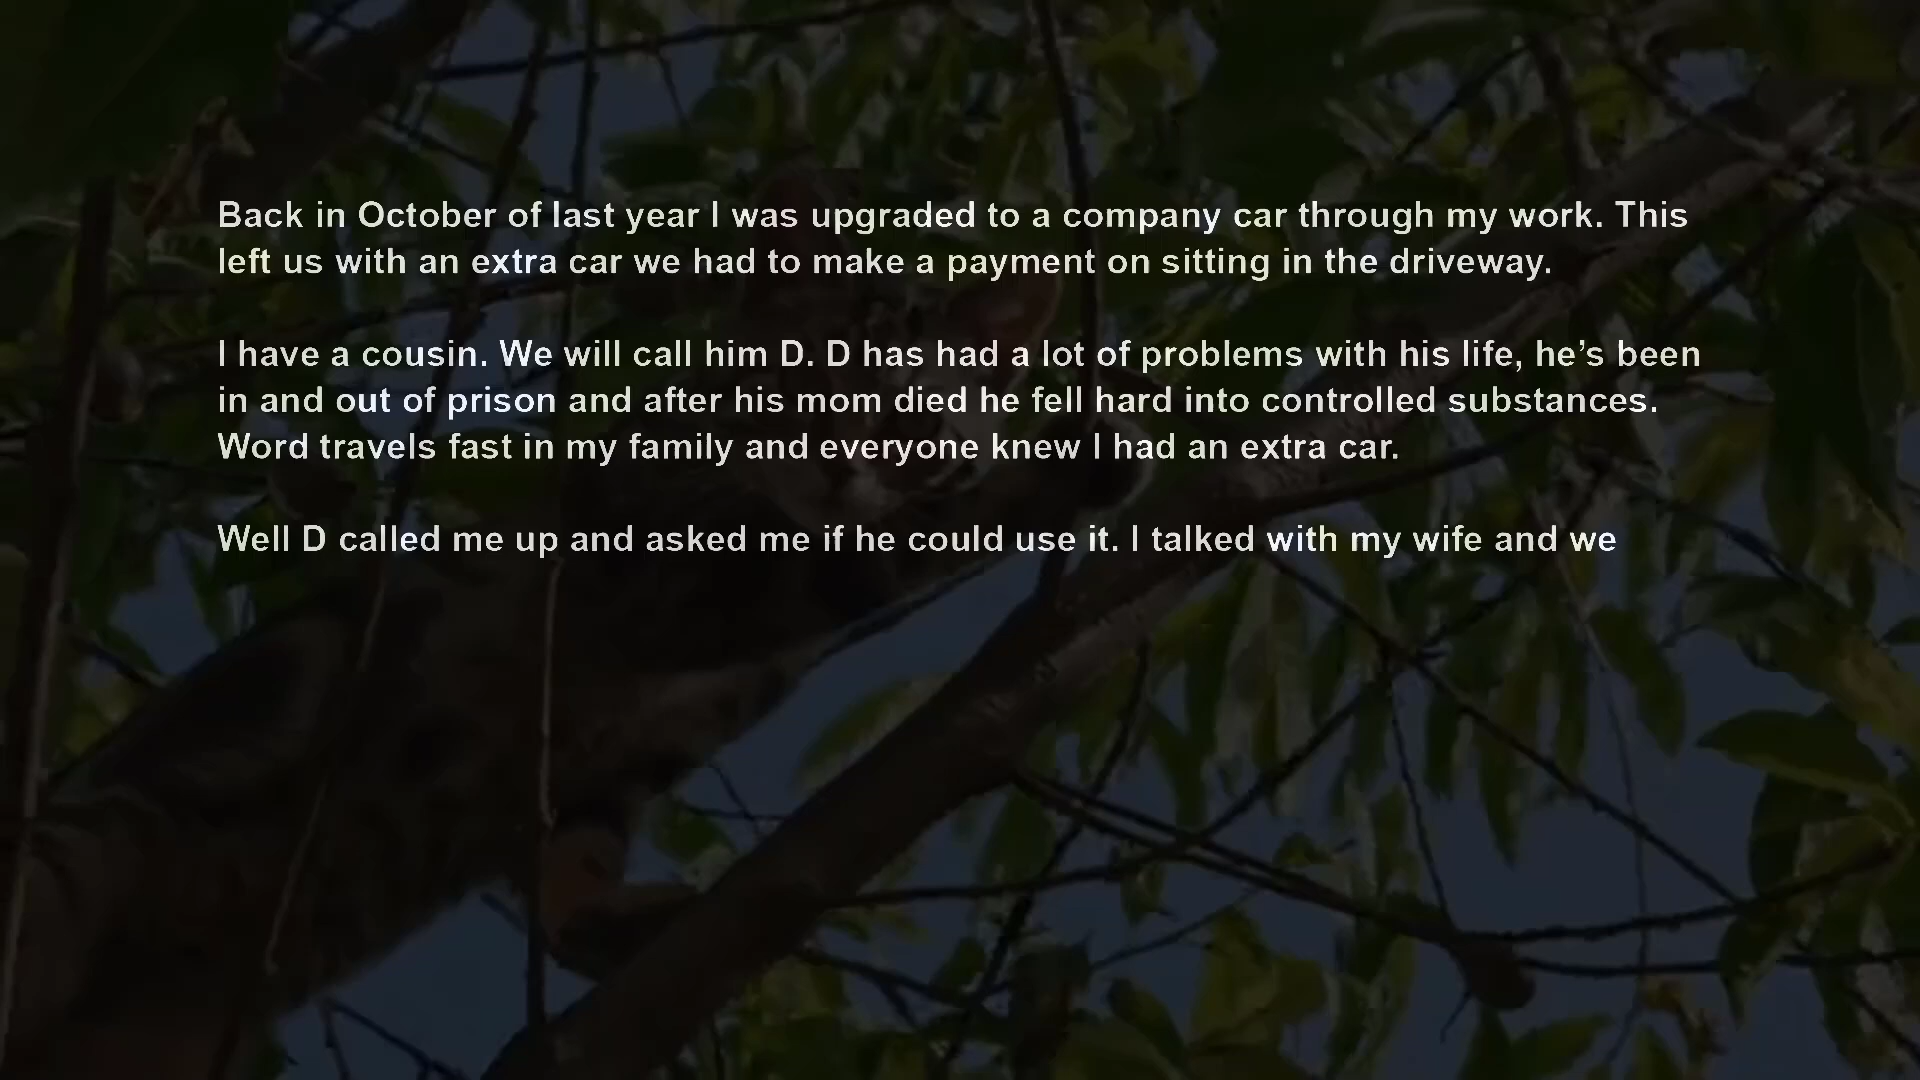 Back in October of last year I was upgraded to a company car through my work. This
left us with an extra car we had to make a payment on sitting in the driveway.
I have a cousin. We will call him D. D has had a lot of problems with his life, he’s been
in and out of prison and after his mom died he fell hard into controlled substances.
Word travels fast in my family and everyone knew I had an extra car.
Well D called me up and asked me if he could use it. I talked with my wife and we